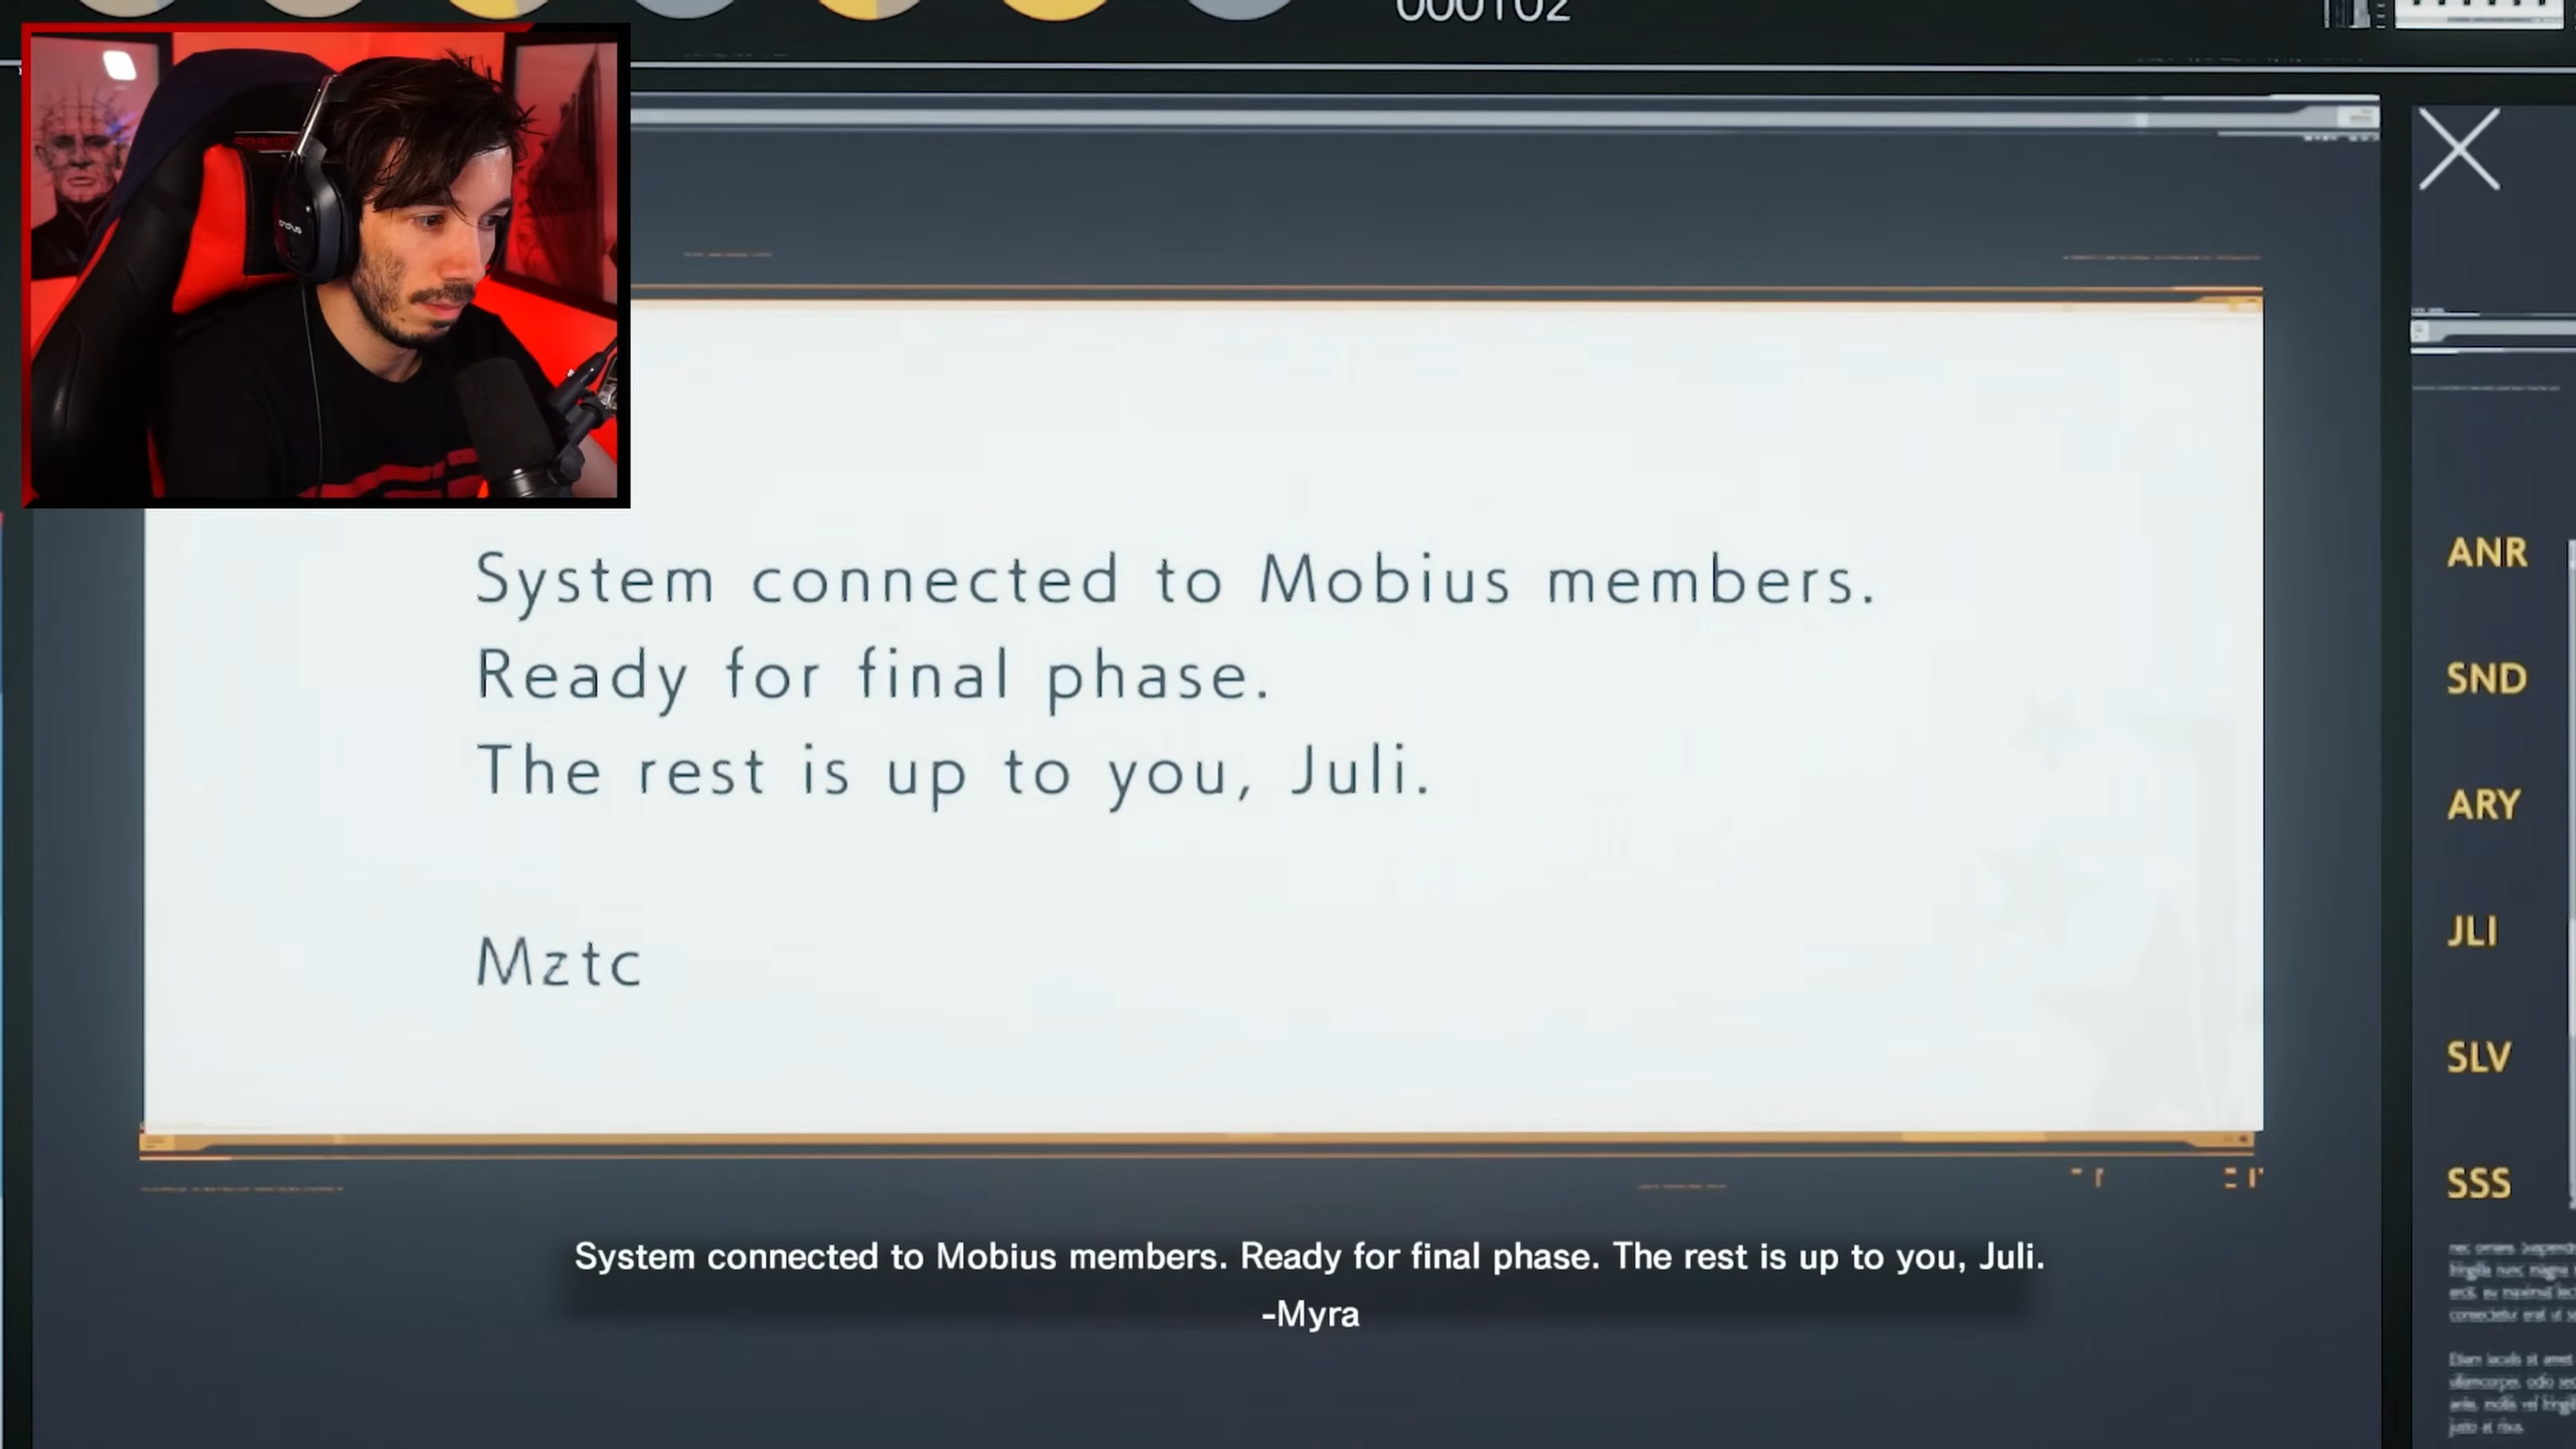 000102
System connected to Mobius members.
Ready for final phase.
The rest is up to you, Juli.
Mztc
ANR
SND
ARY
JLI
SLV
SSS
System connected to Mobius members. Ready for final phase. The rest is up to you, Juli.
-Myra